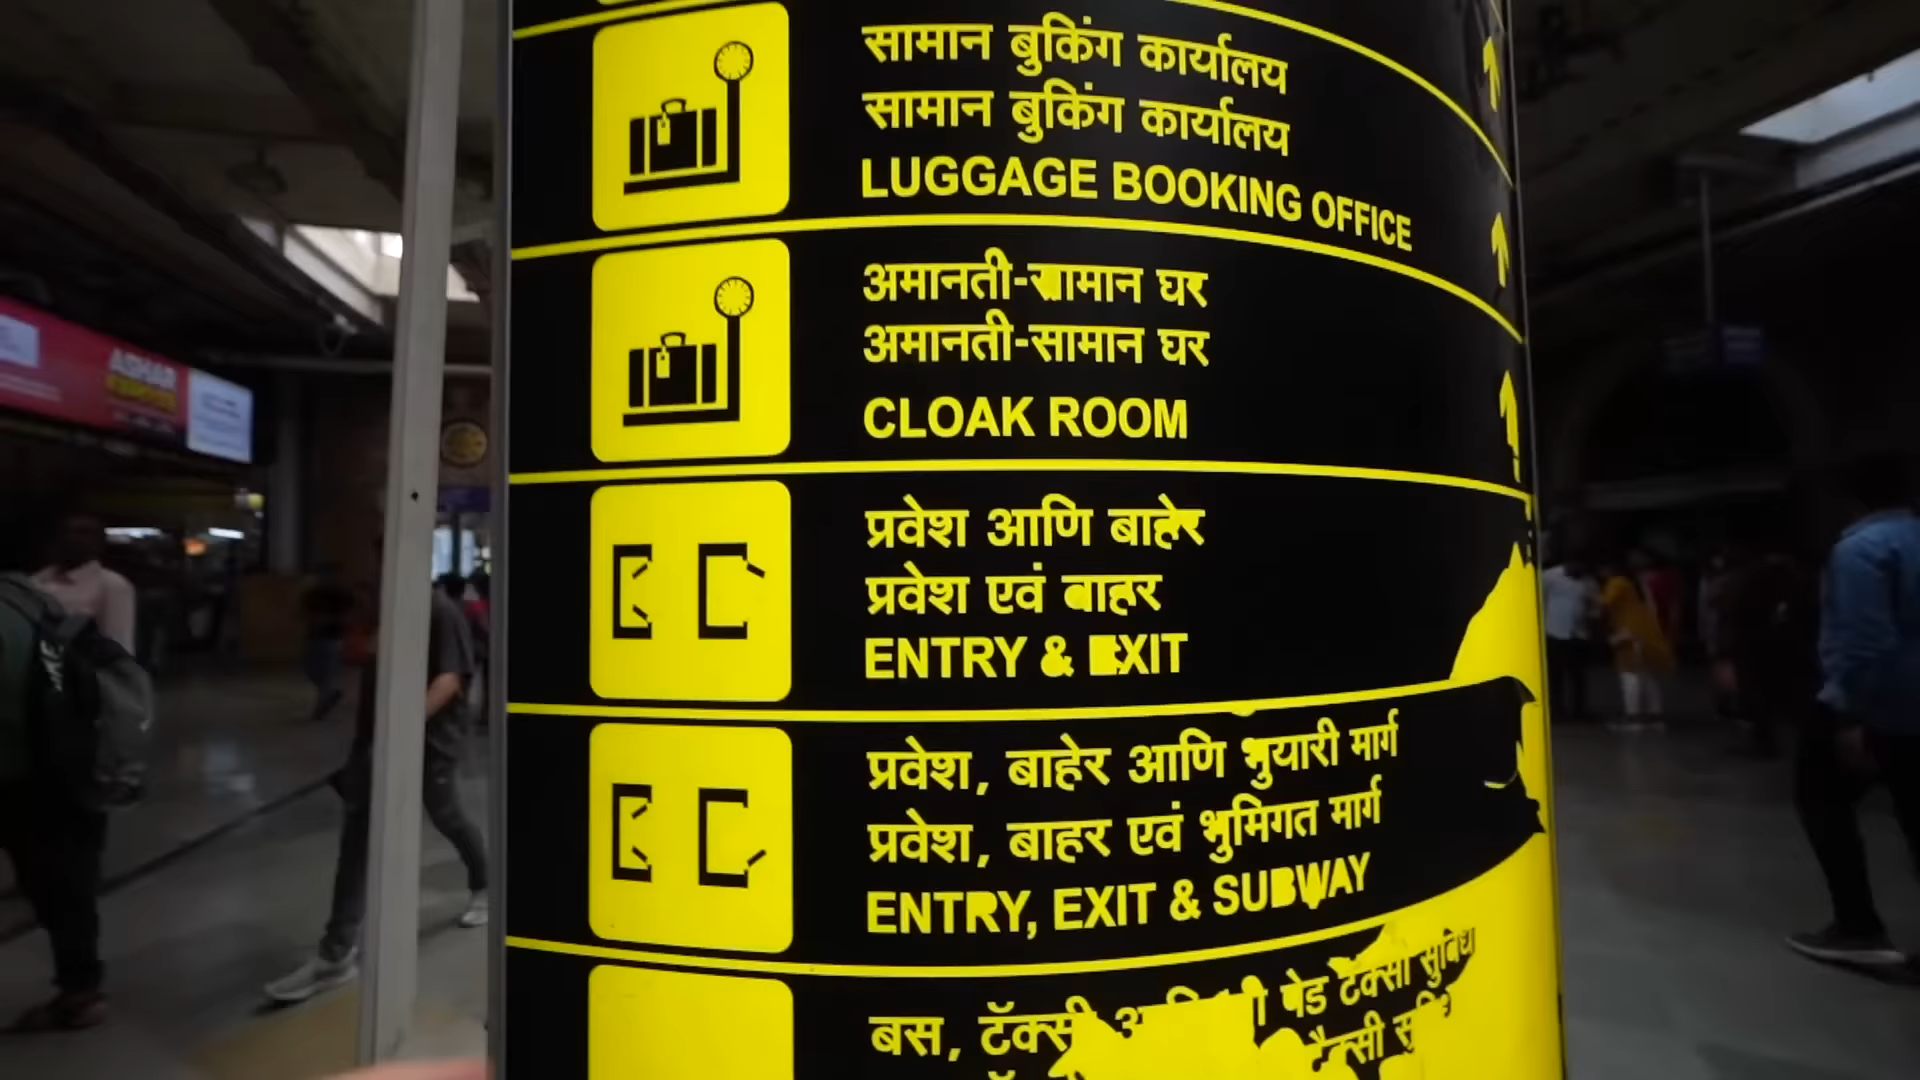 सामान बुकिंग कार्यालय
सामान बुकिंग कार्यालय
LUGGAGE BOOKING OFFICE
अमानती-सामान घर
अमानती-सामान घर
CLOAK ROOM
प्रवेश आणि बाहेर
प्रवेश एवं बाहर
ENTRY & EXIT
प्रवेश, बाहेर आणि भुयारी मार्ग
प्रवेश, बाहर एवं भुमिगत मार्ग
ENTRY, EXIT & SUBWAY
बस, टॅक्सी पेड टॅक्सी सुविधा